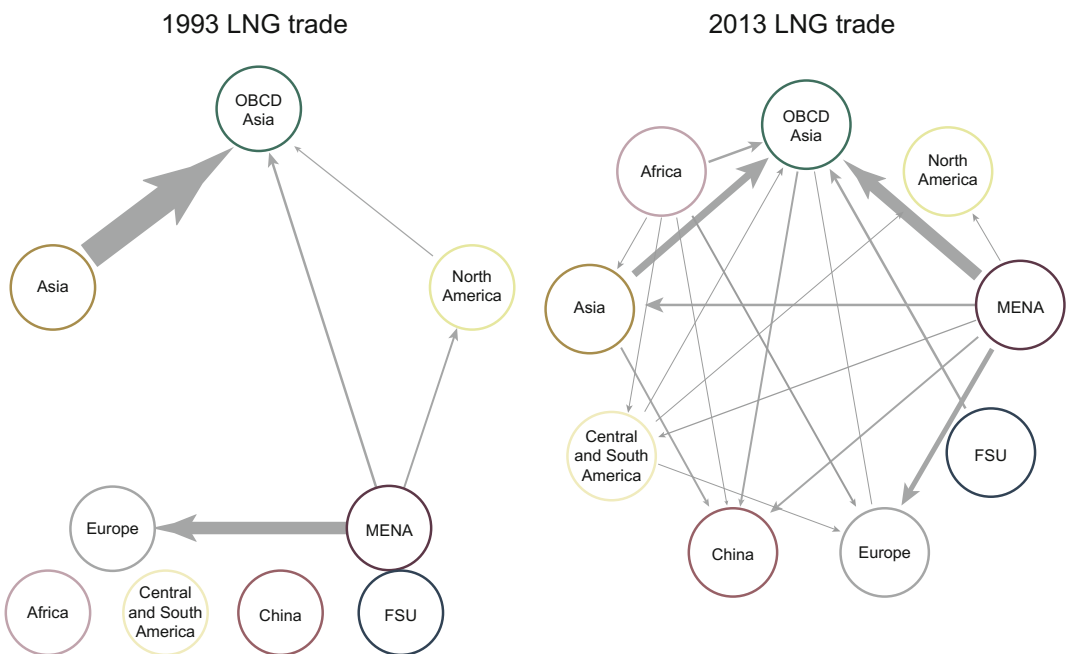 1993 LNG trade
OBCD
Asia
Asia
North
America
Europe
MENA
Africa
Central
and South
America
China
FSU
2013 LNG trade
OBCD
Asia
Africa
North
America
Asia
MENA
Central
and South
America
FSU
China
Europe